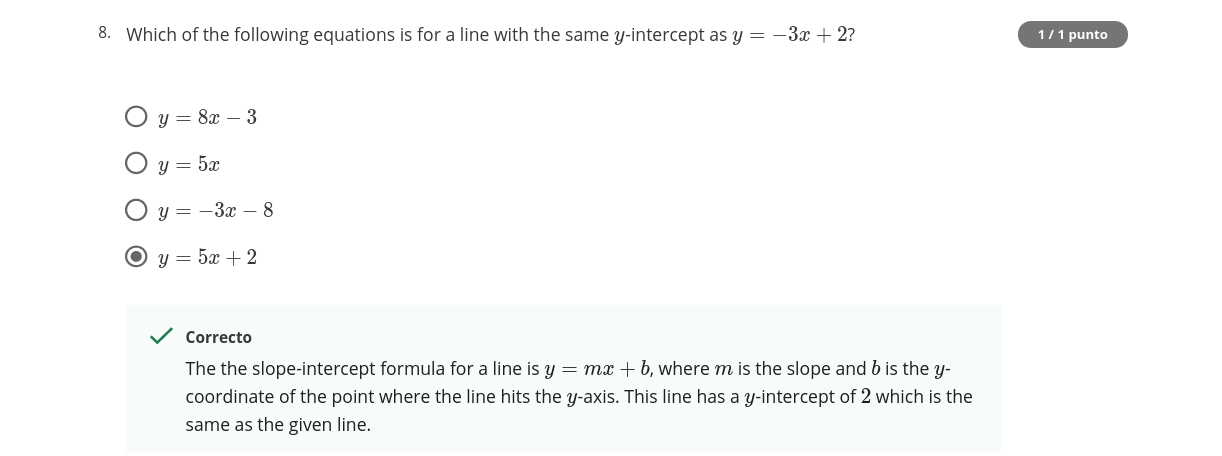 8. Which of the following equations is for a line with the same y-intercept as y = −3x + 2?
1 / 1 punto
y = 8x − 3
y = 5x
y = −3x − 8
y = 5x + 2
Correcto
The the slope-intercept formula for a line is y = mx + b, where m is the slope and b is the y-
coordinate of the point where the line hits the y-axis. This line has a y-intercept of 2 which is the
same as the given line.